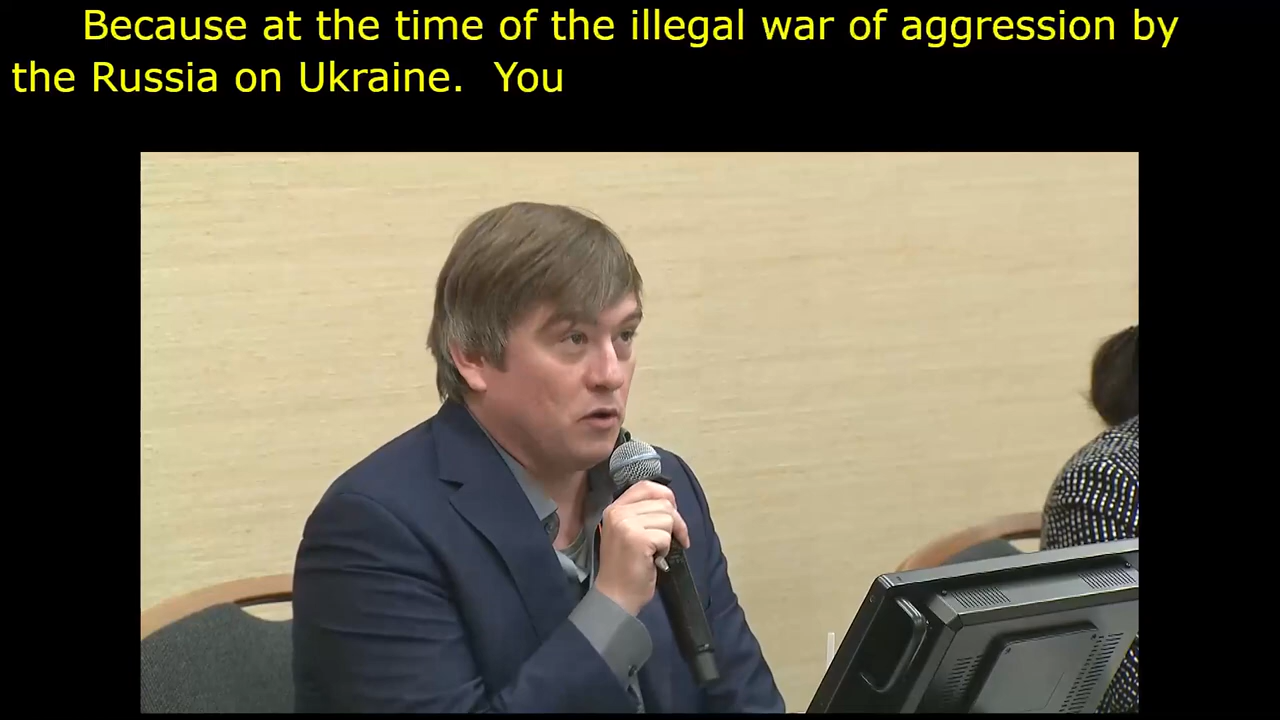 Because at the time of the illegal war of aggression by
the Russia on Ukraine.  You